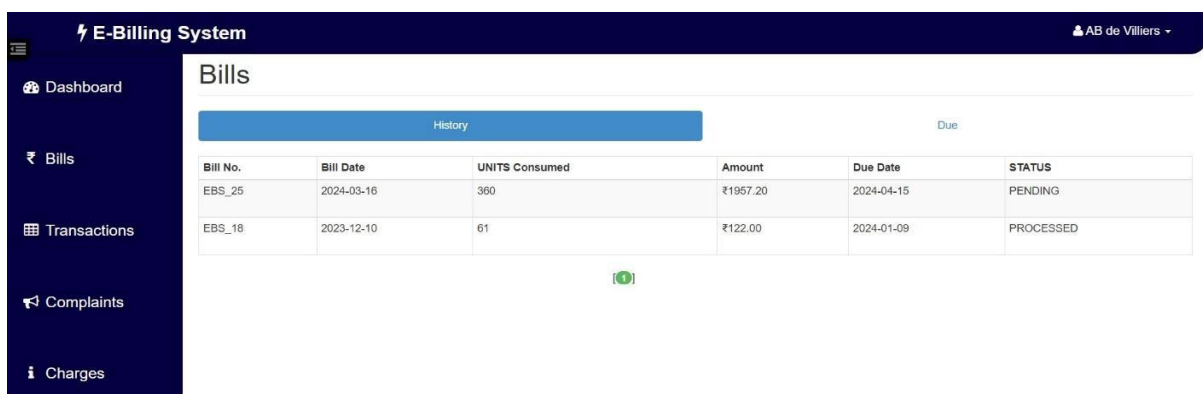 E-Billing System
AB de Villiers
Dashboard
Bills
Transactions
Complaints
Charges
Bills
History Due
Bill No. Bill Date UNITS Consumed Amount Due Date STATUS
EBS_25 2024-03-16 360 ₹1957.20 2024-04-15 PENDING
EBS_18 2023-12-10 61 ₹122.00 2024-01-09 PROCESSED
[1]